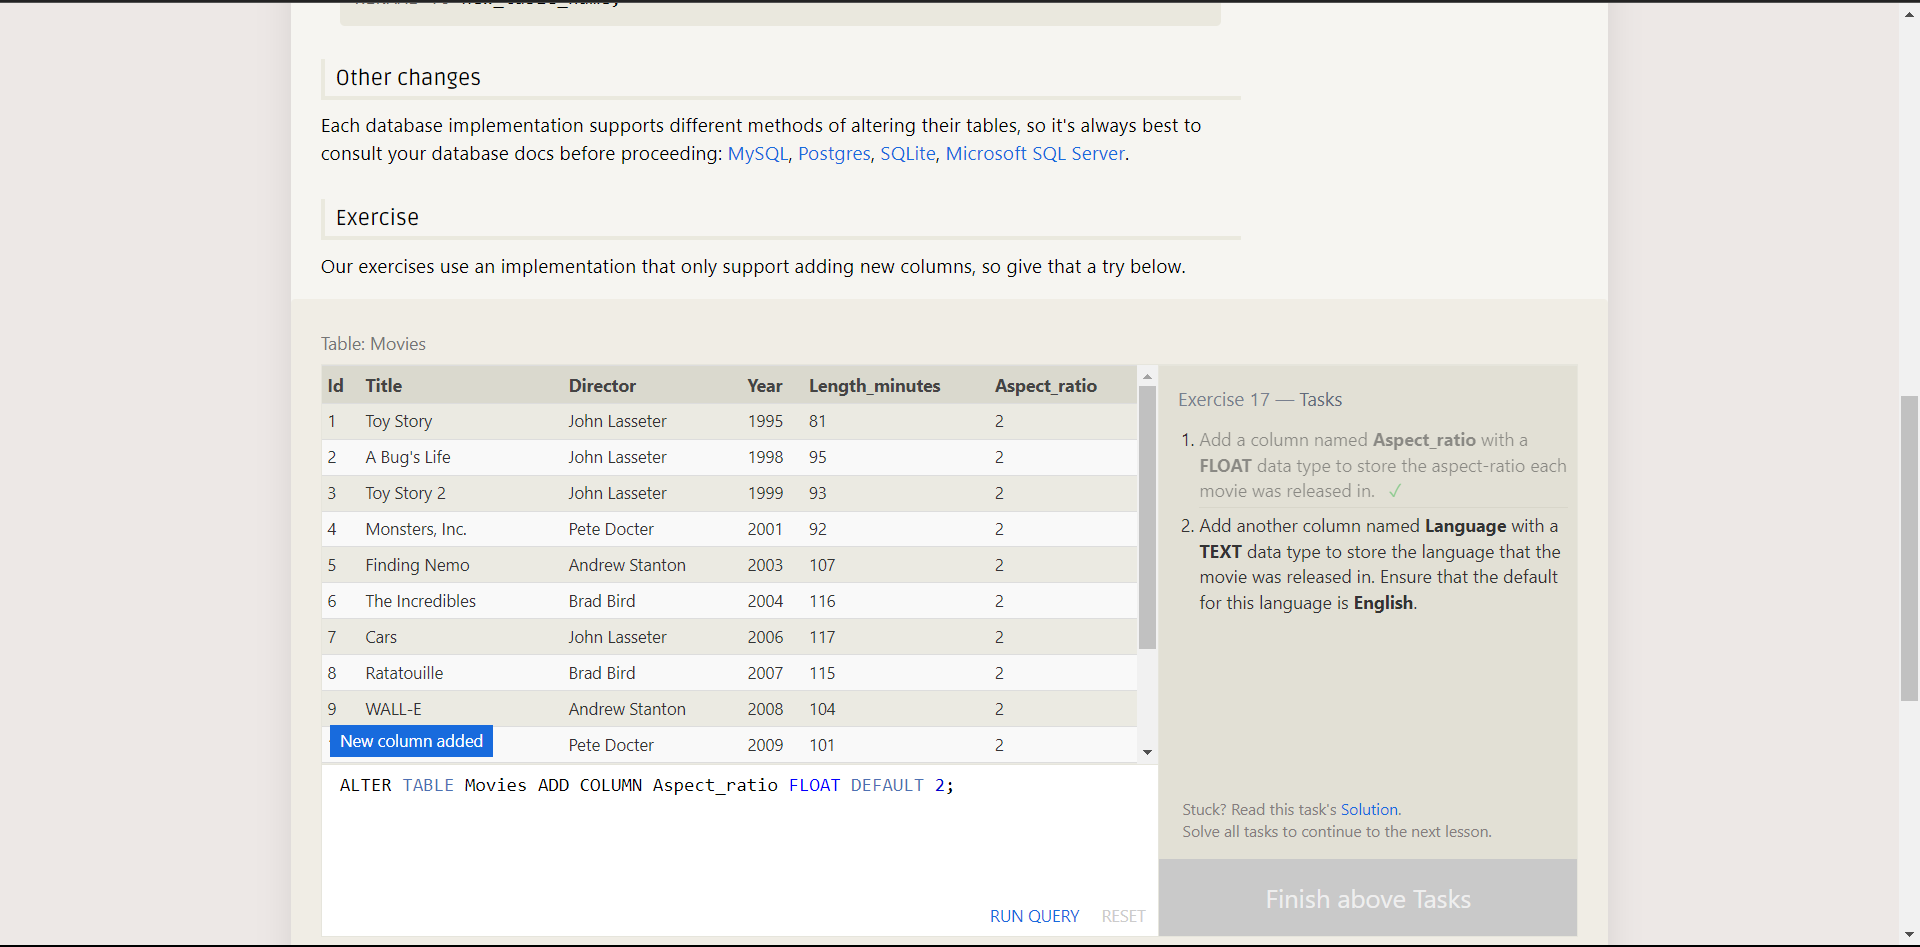 Other changes
Each database implementation supports different methods of altering their tables, so it's always best to
consult your database docs before proceeding: MySQL, Postgres, SQLite, Microsoft SQL Server.
Exercise
Our exercises use an implementation that only support adding new columns, so give that a try below.
Table: Movies
Id Title Director Year Length_minutes Aspect_ratio
1 Toy Story John Lasseter 1995 81 2
2 A Bug's Life John Lasseter 1998 95 2
3 Toy Story 2 John Lasseter 1999 93 2
4 Monsters, Inc. Pete Docter 2001 92 2
5 Finding Nemo Andrew Stanton 2003 107 2
6 The Incredibles Brad Bird 2004 116 2
7 Cars John Lasseter 2006 117 2
8 Ratatouille Brad Bird 2007 115 2
9 WALL-E Andrew Stanton 2008 104 2
Pete Docter 2009 101 2
New column added
ALTER TABLE Movies ADD COLUMN Aspect_ratio FLOAT DEFAULT 2;
RUN QUERY RESET
Exercise 17 — Tasks
1. Add a column named Aspect_ratio with a
FLOAT data type to store the aspect-ratio each
movie was released in. ✓
2. Add another column named Language with a
TEXT data type to store the language that the
movie was released in. Ensure that the default
for this language is English.
Stuck? Read this task's Solution.
Solve all tasks to continue to the next lesson.
Finish above Tasks